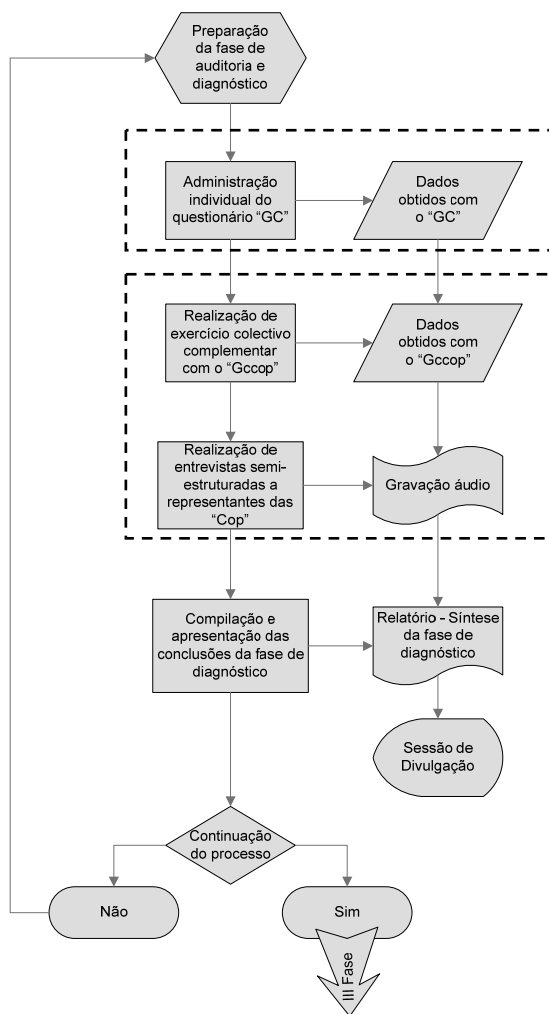 Preparação
da fase de
auditoria e
diagnóstico
Administração
individual do
questionário “GC”
Dados
obtidos com
o “GC”
Realização de
exercício colectivo
complementar
com o “Gccop”
Dados
obtidos com
o “Gccop”
Realização de
entrevistas semi-
estruturadas a
representantes das
“Cop”
Gravação áudio
Compilação e
apresentação das
conclusões da fase de
diagnóstico
Relatório - Síntese
da fase de
diagnóstico
Sessão de
Divulgação
Continuação
do processo
Não
Sim
III Fase